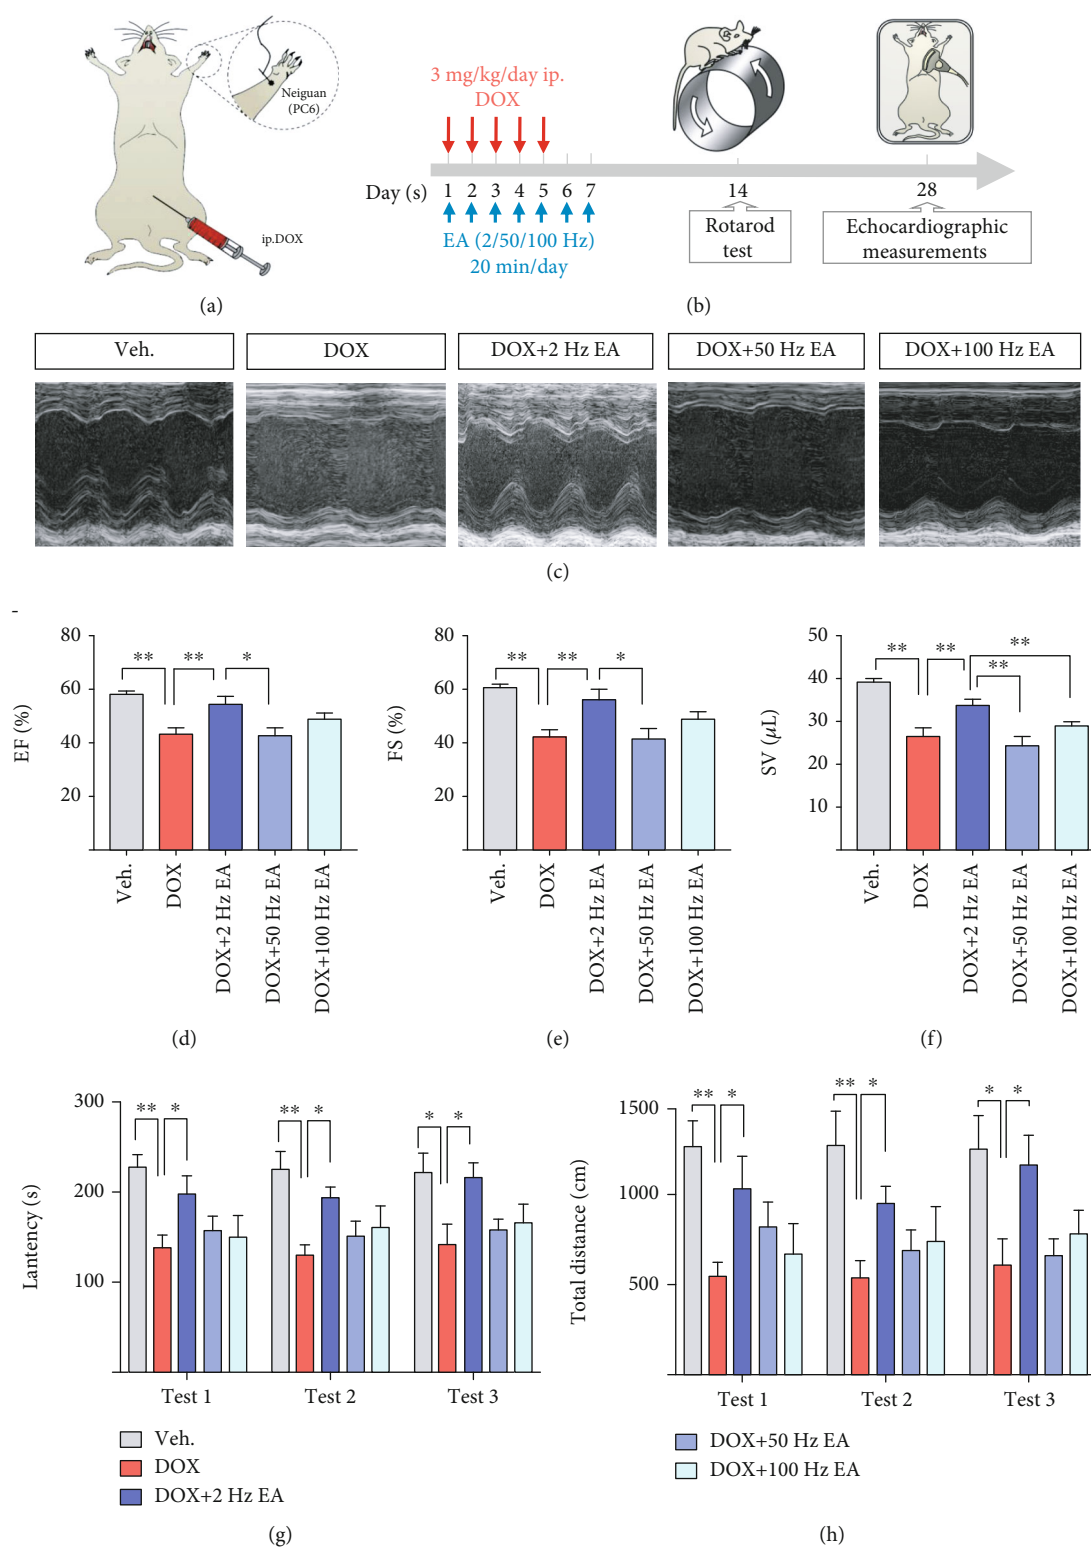 Neiguan
(PC6)
ip.DOX
(a)
3 mg/kg/day ip.
DOX
Day (s) 1 2 3 4 5 6 7 14 28
EA (2/50/100 Hz)
20 min/day
Rotarod
test
Echocardiographic
measurements
(b)
Veh. DOX DOX+2 Hz EA DOX+50 Hz EA DOX+100 Hz EA
(c)
-
80
60
40
20
EF (%)
** ** *
Veh.
DOX
DOX+2 Hz EA
DOX+50 Hz EA
DOX+100 Hz EA
(d)
80
60
40
20
FS (%)
** ** *
Veh.
DOX
DOX+2 Hz EA
DOX+50 Hz EA
DOX+100 Hz EA
(e)
50
40
30
20
10
SV (μL)
** ** ** **
Veh.
DOX
DOX+2 Hz EA
DOX+50 Hz EA
DOX+100 Hz EA
(f)
300
200
100
Lantency (s)
** * ** * * *
Test 1 Test 2 Test 3
Veh.
DOX
DOX+2 Hz EA
(g)
1500
1000
500
Total distance (cm)
** * ** * * *
Test 1 Test 2 Test 3
DOX+50 Hz EA
DOX+100 Hz EA
(h)